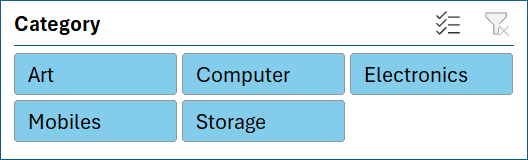 Category
Art Computer Electronics
Mobiles Storage